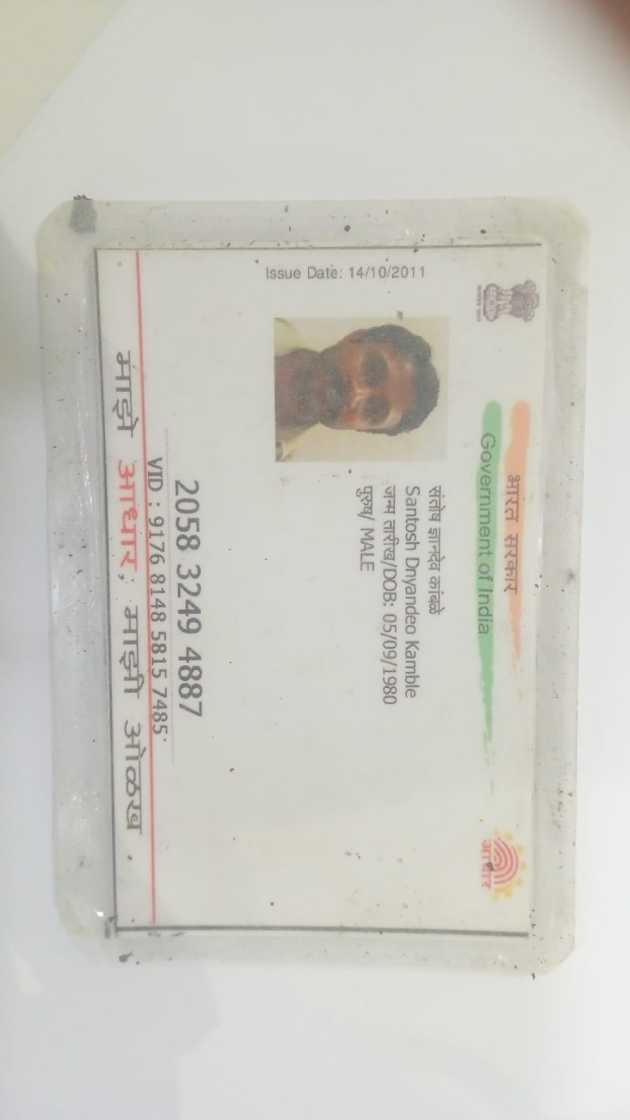 भारत सरकार
Government of India
Issue Date: 14/10/2011
संतोष ज्ञानदेव कांबळे
Santosh Dnyandeo Kamble
जन्म तारीख/DOB: 05/09/1980
पुरुष/ MALE
आधार
2058 3249 4887
VID : 9176 8148 5815 7485
माझे आधार, माझी ओळख